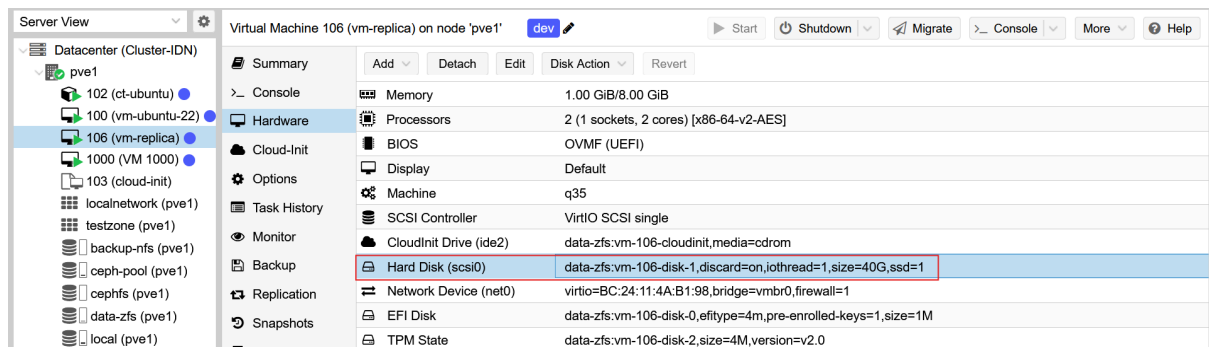 Server View
Datacenter (Cluster-IDN)
pve1
102 (ct-ubuntu)
100 (vm-ubuntu-22)
106 (vm-replica)
1000 (VM 1000)
103 (cloud-init)
localnetwork (pve1)
testzone (pve1)
backup-nfs (pve1)
ceph-pool (pve1)
cephfs (pve1)
data-zfs (pve1)
local (pve1)
Virtual Machine 106 (vm-replica) on node 'pve1' dev Start Shutdown Migrate >_ Console More Help
Summary
>_ Console
Hardware
Cloud-Init
Options
Task History
Monitor
Backup
Replication
Snapshots
Add Detach Edit Disk Action Revert
Memory 1.00 GiB/8.00 GiB
Processors 2 (1 sockets, 2 cores) [x86-64-v2-AES]
BIOS OVMF (UEFI)
Display Default
Machine q35
SCSI Controller VirtIO SCSI single
CloudInit Drive (ide2) data-zfs:vm-106-cloudinit,media=cdrom
Hard Disk (scsi0) data-zfs:vm-106-disk-1,discard=on,iothread=1,size=40G,ssd=1
Network Device (net0) virtio=BC:24:11:4A:B1:98,bridge=vmbr0,firewall=1
EFI Disk data-zfs:vm-106-disk-0,efitype=4m,pre-enrolled-keys=1,size=1M
TPM State data-zfs:vm-106-disk-2,size=4M,version=v2.0